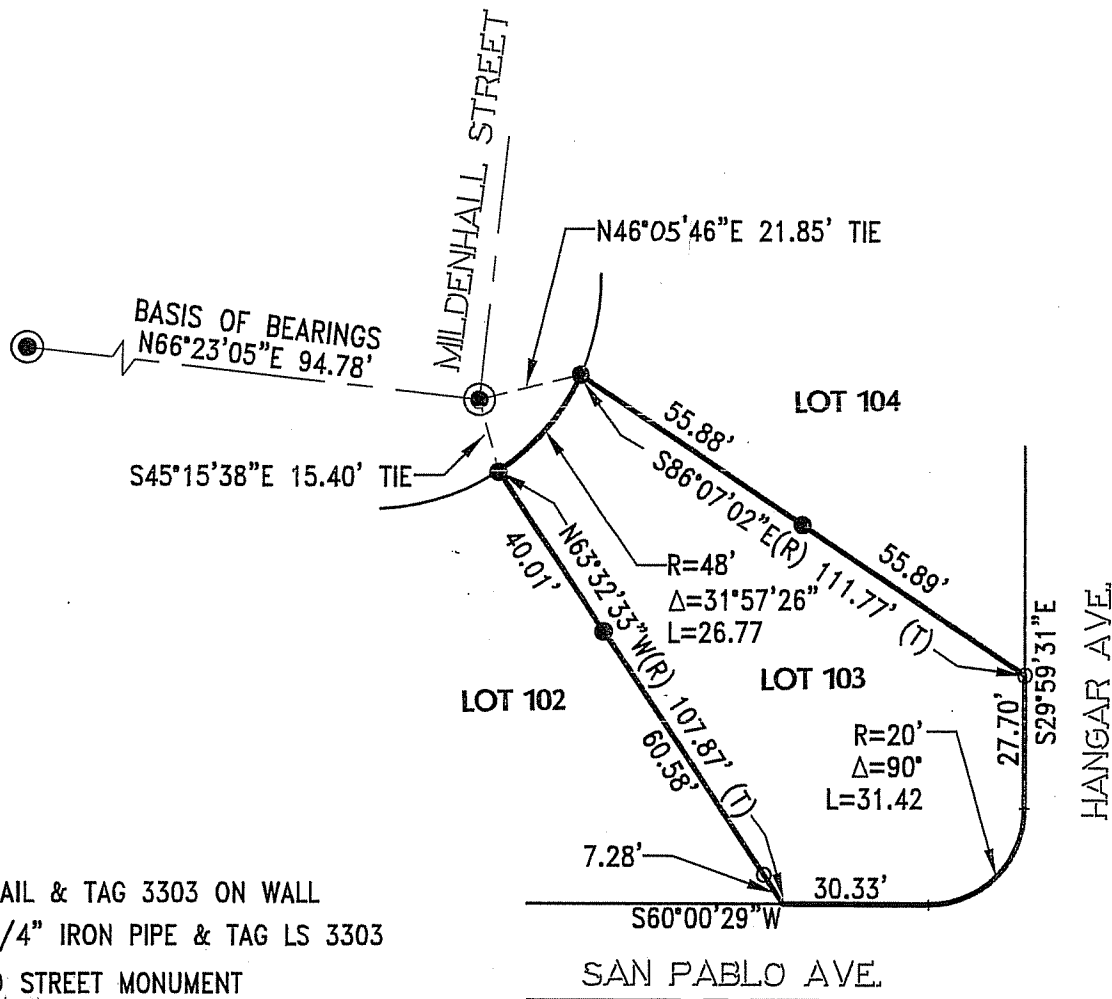 MILDENHALL STREET
N46°05'46"E 21.85' TIE
BASIS OF BEARINGS
N66°23'05"E 94.78'
LOT 104
S45°15'38"E 15.40' TIE
55.88'
S86°07'02"E(R) 111.77' (T)
55.89'
40.01'
N63°32'33"W(R) 107.87' (T)
60.58'
R=48'
Δ=31°57'26"
L=26.77
LOT 103
LOT 102
R=20'
Δ=90°
L=31.42
27.70'
S29°59'31"E
HANGAR AVE.
7.28'
30.33'
S60°00'29"W
SAN PABLO AVE.
AIL & TAG 3303 ON WALL
/4" IRON PIPE & TAG LS 3303
STREET MONUMENT